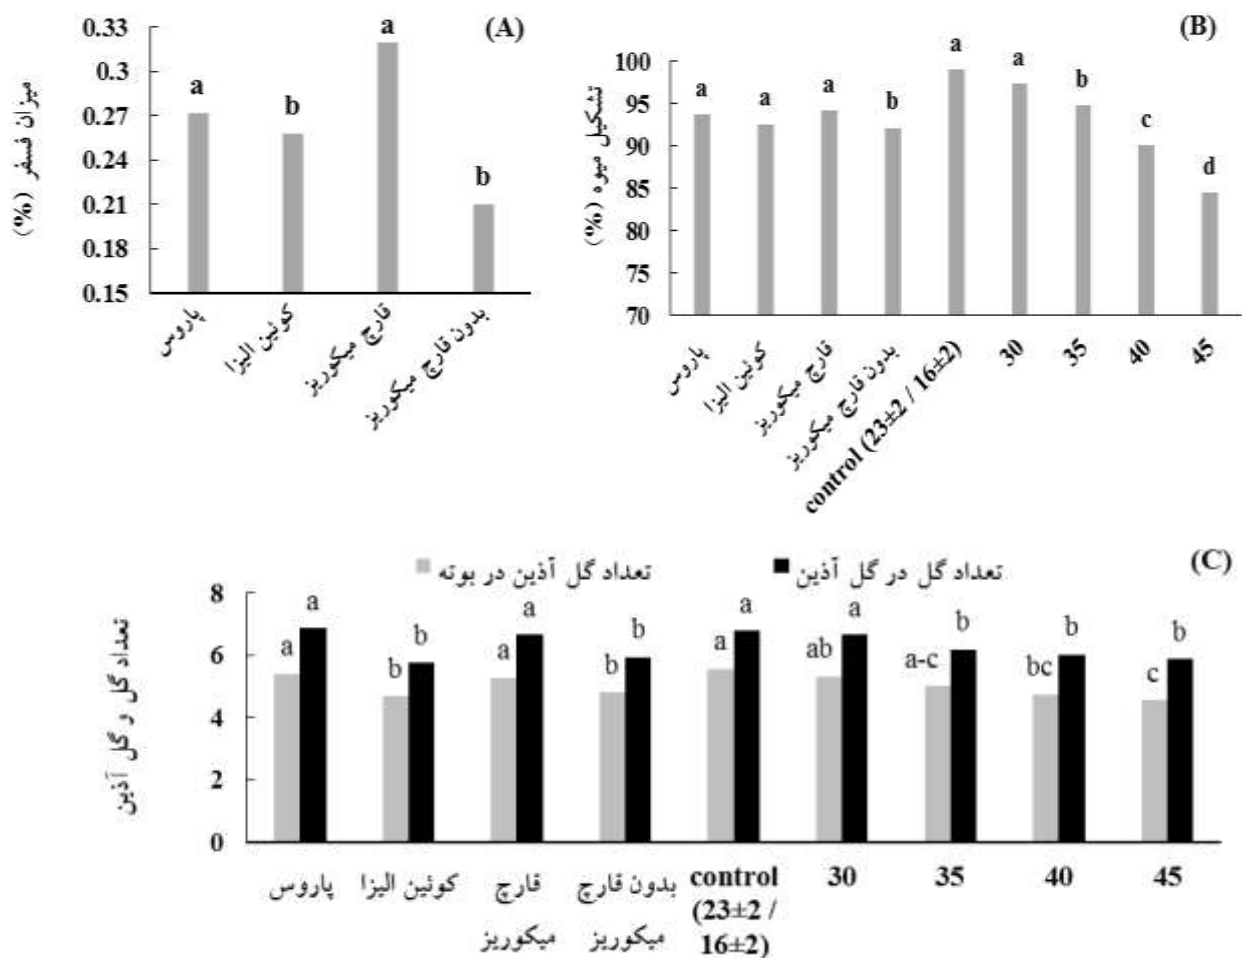 (A)
میزان فسفر (%)
0.33
0.3
0.27
0.24
0.21
0.18
0.15
a
b
a
b
پاروس
کوئین الیزا
قارچ میکوریز
بدون قارچ میکوریز
(B)
تشکیل میوه (%)
100
95
90
85
80
75
70
a
a
a
b
a
a
b
c
d
پاروس
کوئین الیزا
قارچ میکوریز
بدون قارچ میکوریز
control (23±2 / 16±2)
30
35
40
45
(C)
تعداد گل در گل آذین
تعداد گل آذین در بوته
تعداد گل و گل آذین
8
6
4
2
0
a a
b b
a a
b b
a a
ab a
a-c b
bc b
c b
پاروس
کوئین الیزا
قارچ
میکوریز
بدون قارچ
میکوریز
control
(23±2 /
16±2)
30
35
40
45